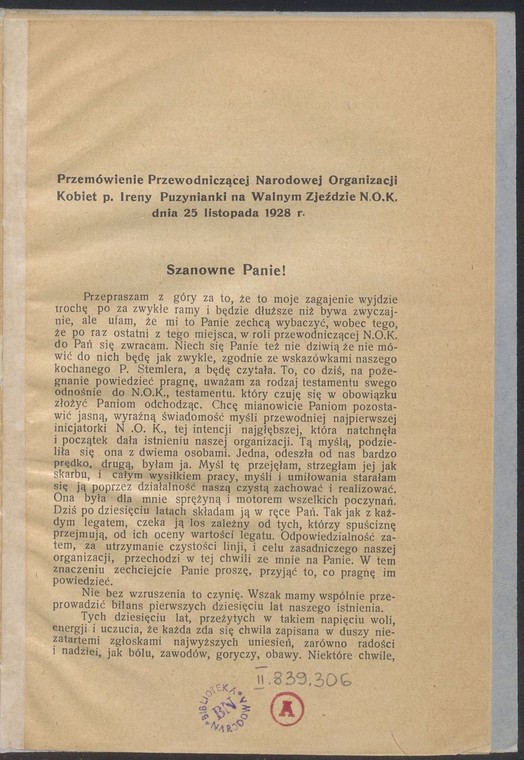 Przemówienie Przewodniczącej Narodowej Organizacji
Kobiet p. Ireny Puzynianki na Walnym Zjeździe N.O.K.
dnia 25 listopada 1928 r.
Szanowne Panie!
Przepraszam z góry za to, że to moje zagajenie wyjdzie
trochę po za zwykłe ramy i będzie dłuższe niż bywa zwyczaj-
nie, ale ufam, że mi to Panie zechcą wybaczyć, wobec tego,
że po raz ostatni z tego miejsca, w roli przewodniczącej N.O.K.
do Pań się zwracam. Niech się Panie też nie dziwią że nie mó-
wić do nich będę jak zwykle, zgodnie ze wskazówkami naszego
kochanego P. Stemlera, a będę czytała. To, co dziś, na poże-
gnanie powiedzieć pragnę, uważam za rodzaj testamentu swego
odnośnie do N.O.K., testamentu. który czuję się w obowiązku
złożyć Paniom odchodząc. Chcę mianowicie Paniom pozosta-
wić jasną, wyraźną świadomość myśli przewodniej najpierwszej
inicjatorki N .O. K., tej intencji najgłębszej, która natchnęła
i początek dała istnieniu naszej organizacji. Tą myślą, podzie-
liła się ona z dwiema osobami. Jedna, odeszła od nas bardzo
prędko, drugą, byłam ja. Myśl tę przejęłam, strzegłam jej jak
skarbu, i całym wysiłkiem pracy, myśli i umiłowania starałam
się ją poprzez działalność naszą czystą zachować i realizować.
Ona była dla mnie sprężyną i motorem wszelkich poczynań.
Dziś po dziesięciu latach składam ją w ręce Pań. Tak jak z każ-
dym legatem, czeka ją los zależny od tych, którzy spuściznę
przejmują, od ich oceny wartości legatu. Odpowiedzialność za-
tem, za utrzymanie czystości linji, i celu zasadniczego naszej
organizacji, przechodzi w tej chwili ze mnie na Panie. W tem
znaczeniu zechciejcie Panie proszę, przyjąć to, co pragnę im
powiedzieć.
Nie bez wzruszenia to czynię. Wszak mamy wspólnie prze-
prowadzić bilans pierwszych dziesięciu lat naszego istnienia.
Tych dziesięciu lat, przeżytych w takiem napięciu woli,
energji i uczucia, że każda zda się chwila zapisana w duszy nie-
zatartemi zgłoskami najwyższych uniesień, zarówno radości
i nadziei, jak bólu, zawodów, goryczy, obawy. Niektóre chwile,
II.839.306
BIBLIOTEKA
NARODOWA
BN
A